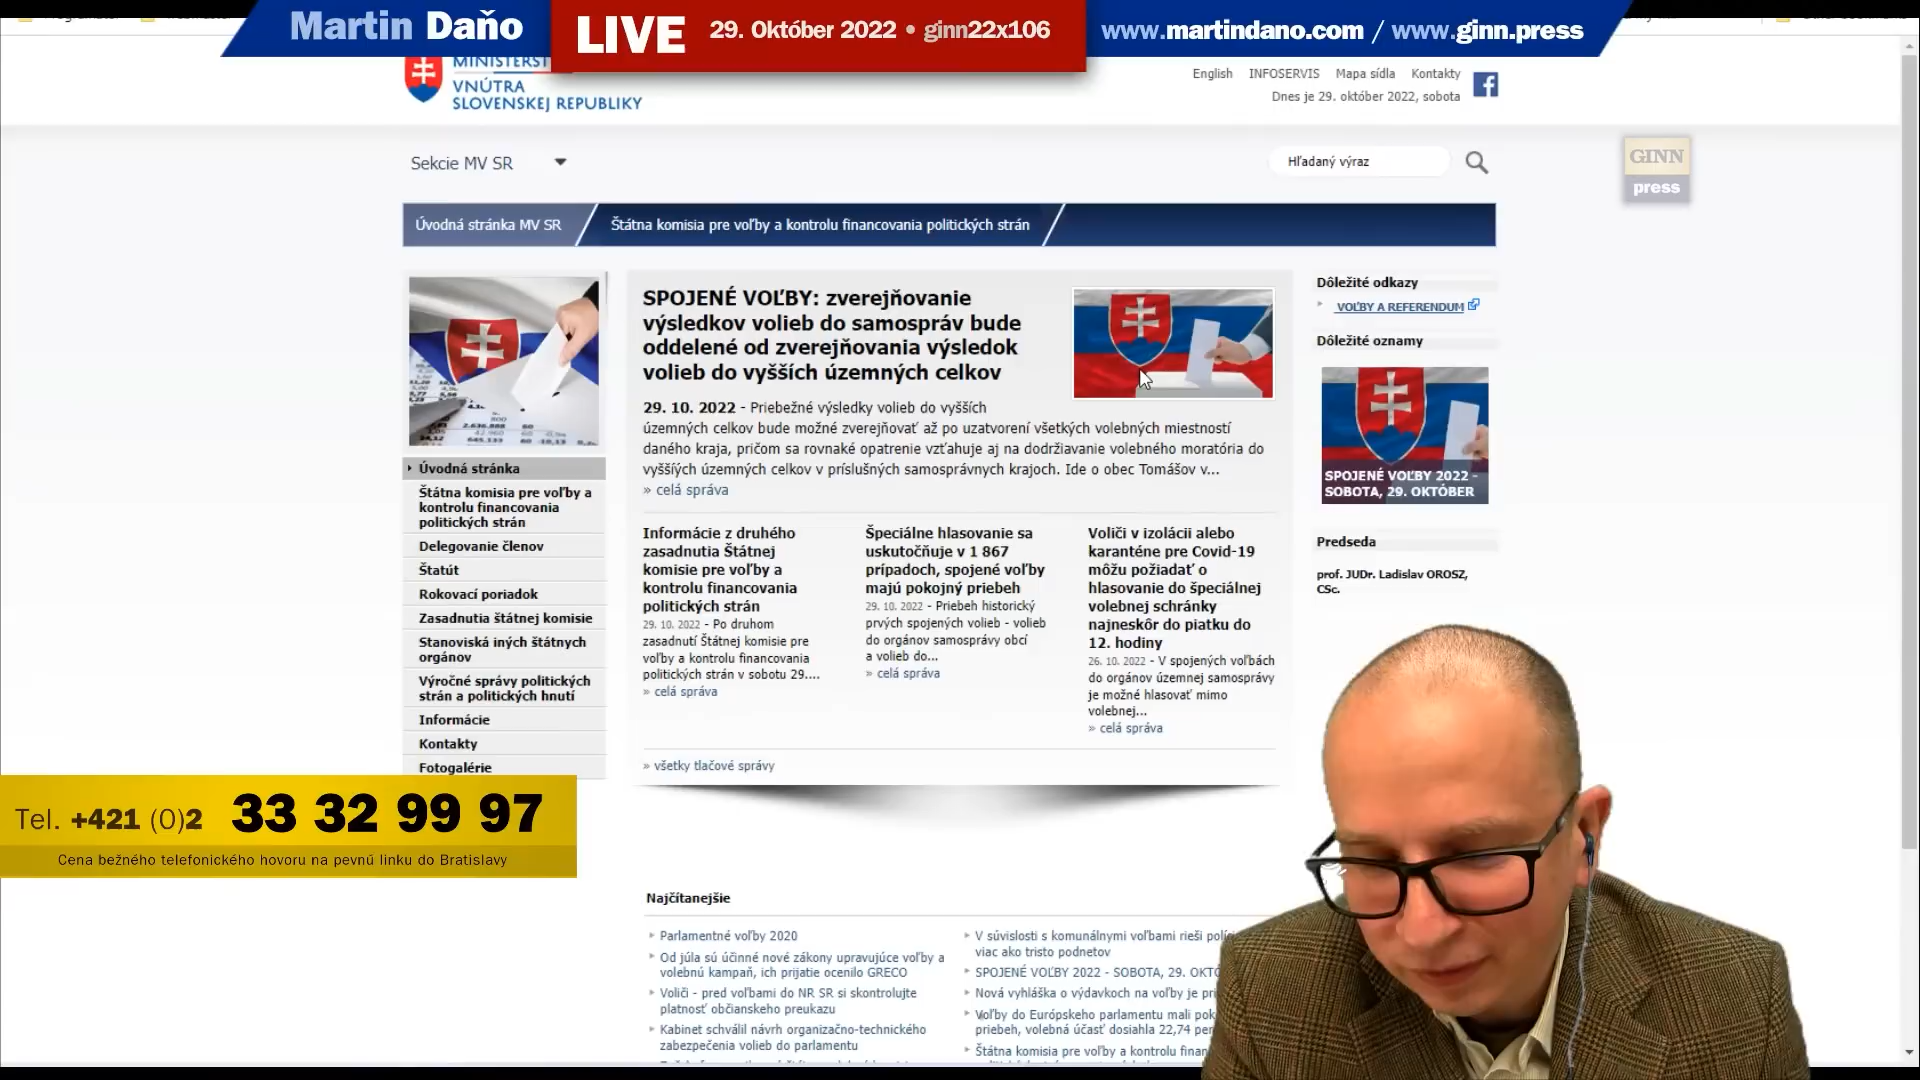 Martin Daňo
LIVE
29. Október 2022 • ginn22x106
www.martindano.com / www.ginn.press
MINISTERST
VNÚTRA
SLOVENSKEJ REPUBLIKY
English INFOSERVIS Mapa sídla Kontakty
Dnes je 29. október 2022, sobota
Sekcie MV SR
Hľadaný výraz
GINN
press
Úvodná stránka MV SR
Štátna komisia pre voľby a kontrolu financovania politických strán
Úvodná stránka
Štátna komisia pre voľby a
kontrolu financovania
politických strán
Delegovanie členov
Štatút
Rokovací poriadok
Zasadnutia štátnej komisie
Stanoviská iných štátnych
orgánov
Výročné správy politických
strán a politických hnutí
Informácie
Kontakty
Fotogalérie
SPOJENÉ VOĽBY: zverejňovanie
výsledkov volieb do samospráv bude
oddelené od zverejňovania výsledok
volieb do vyšších územných celkov
29. 10. 2022 - Priebežné výsledky volieb do vyšších
územných celkov bude možné zverejňovať až po uzatvorení všetkých volebných miestností
daného kraja, pričom sa rovnaké opatrenie vzťahuje aj na dodržiavanie volebného moratória do
vyšších územných celkov v príslušných samosprávnych krajoch. Ide o obec Tomášov v...
» celá správa
Informácie z druhého
zasadnutia Štátnej
komisie pre voľby a
kontrolu financovania
politických strán
29. 10. 2022 - Po druhom
zasadnutí Štátnej komisie pre
voľby a kontrolu financovania
politických strán v sobotu 29....
» celá správa
Špeciálne hlasovanie sa
uskutočňuje v 1 867
prípadoch, spojené voľby
majú pokojný priebeh
29. 10. 2022 - Priebeh historický
prvých spojených volieb - volieb
do orgánov samosprávy obcí
a volieb do...
» celá správa
Voliči v izolácii alebo
karanténe pre Covid-19
môžu požiadať o
hlasovanie do špeciálnej
volebnej schránky
najneskôr do piatku do
12. hodiny
26. 10. 2022 - V spojených voľbách
do orgánov územnej samosprávy
je možné hlasovať mimo
volebnej...
» celá správa
» všetky tlačové správy
Dôležité odkazy
VOĽBY A REFERENDUM
Dôležité oznamy
SPOJENÉ VOĽBY 2022 -
SOBOTA, 29. OKTÓBER
Predseda
prof. JUDr. Ladislav OROSZ,
CSc.
Tel. +421 (0)2 33 32 99 97
Cena bežného telefonického hovoru na pevnú linku do Bratislavy
Najčítanejšie
Parlamentné voľby 2020
Od júla sú účinné nové zákony upravujúce voľby a
volebnú kampaň, ich prijatie ocenilo GRECO
Voliči - pred voľbami do NR SR si skontrolujte
platnosť občianskeho preukazu
Kabinet schválil návrh organizačno-technického
zabezpečenia volieb do parlamentu
V súvislosti s komunálnymi voľbami rieši políc
viac ako tristo podnetov
SPOJENÉ VOĽBY 2022 - SOBOTA, 29. OKTÓ
Nová vyhláška o výdavkoch na voľby je pri
Voľby do Európskeho parlamentu mali pok
priebeh, volebná účasť dosiahla 22,74 per
Štátna komisia pre voľby a kontrolu finan